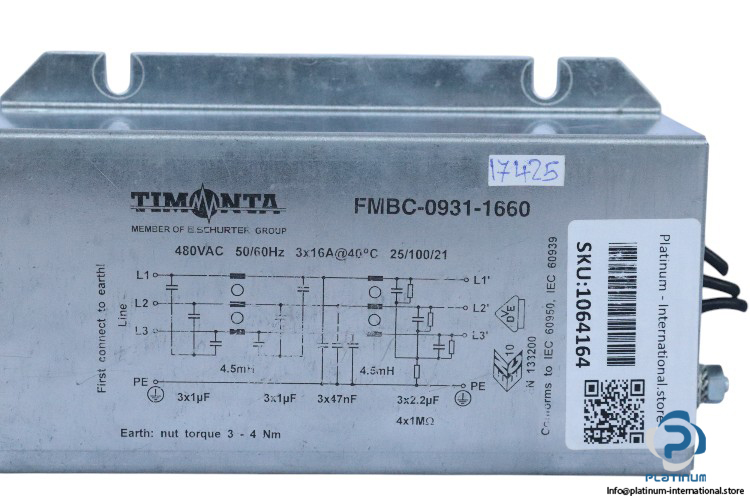 17425
TIMONTA
FMBC-0931-1660
MEMBER OF SCHURTER GROUP
480VAC 50/60Hz 3x16A@40°C 25/100/21
First connect to earth!
Line
L1
L2
L3
PE
L1'
L2'
L3'
PE
4.5mH
4.5mH
3x1µF
3x1µF
3x47nF
3x2.2µF
4x1MΩ
Earth: nut torque 3 - 4 Nm
DVE
10
EN 133200
Conforms to IEC 60950, IEC 60939
Platinum - International.store
SKU:1064164
PLATINUM
Info@platinum-international.store